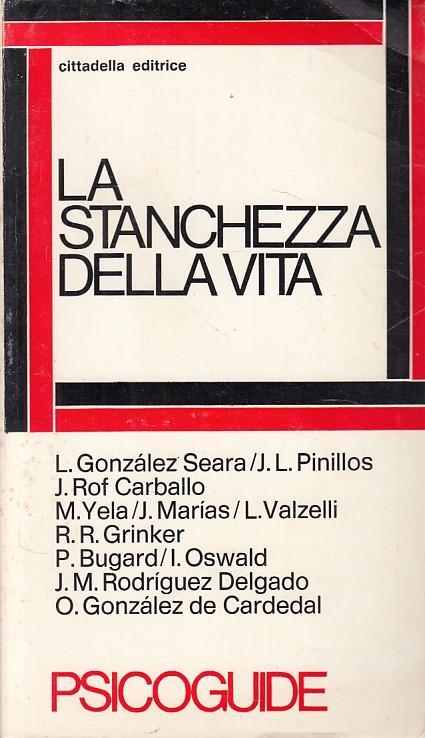 cittadella editrice
LA
STANCHEZZA
DELLA VITA
L. González Seara/J. L. Pinillos
J. Rof Carballo
M. Yela/J. Marías/L. Valzelli
R. R. Grinker
P. Bugard/I. Oswald
J. M. Rodríguez Delgado
O. González de Cardedal
PSICOGUIDE